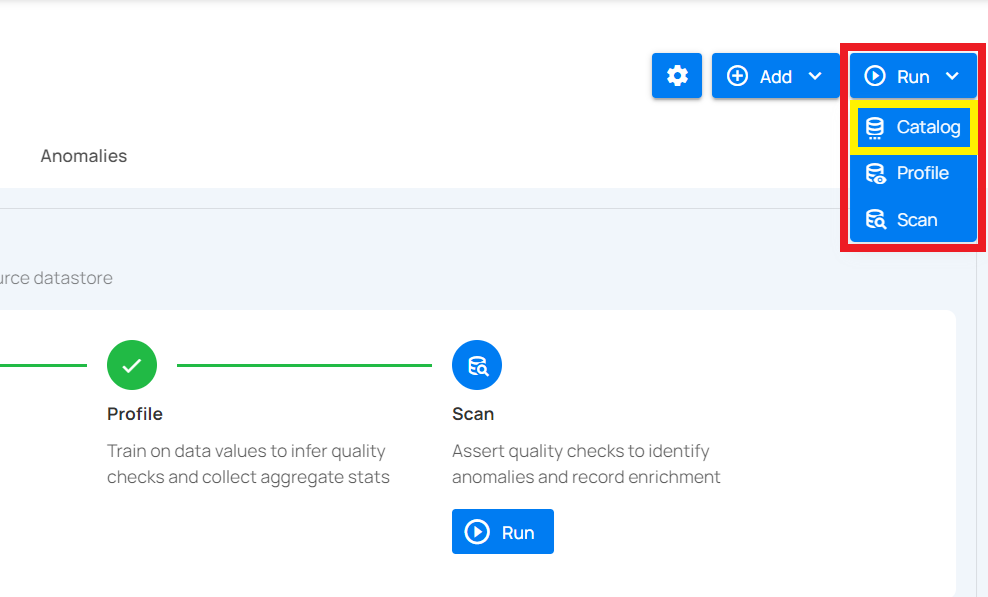 Add
Run
Catalog
Anomalies
Profile
Scan
datastore
Profile
Scan
Train on data values to infer quality
checks and collect aggregate stats
Assert quality checks to identify
anomalies and record enrichment
Run